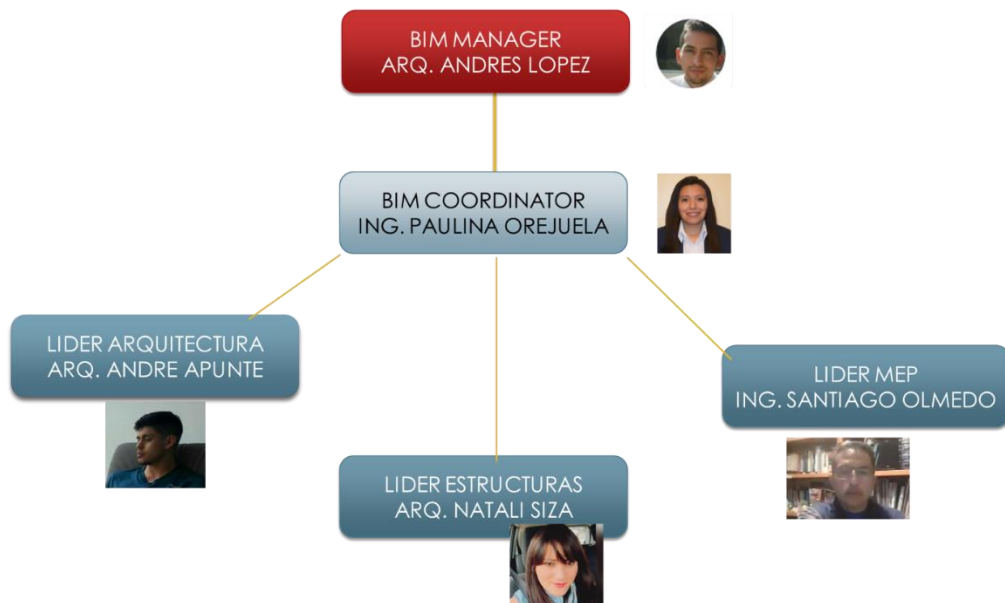 BIM MANAGER
ARQ. ANDRES LOPEZ
BIM COORDINATOR
ING. PAULINA OREJUELA
LIDER ARQUITECTURA
ARQ. ANDRE APUNTE
LIDER MEP
ING. SANTIAGO OLMEDO
LIDER ESTRUCTURAS
ARQ. NATALI SIZA